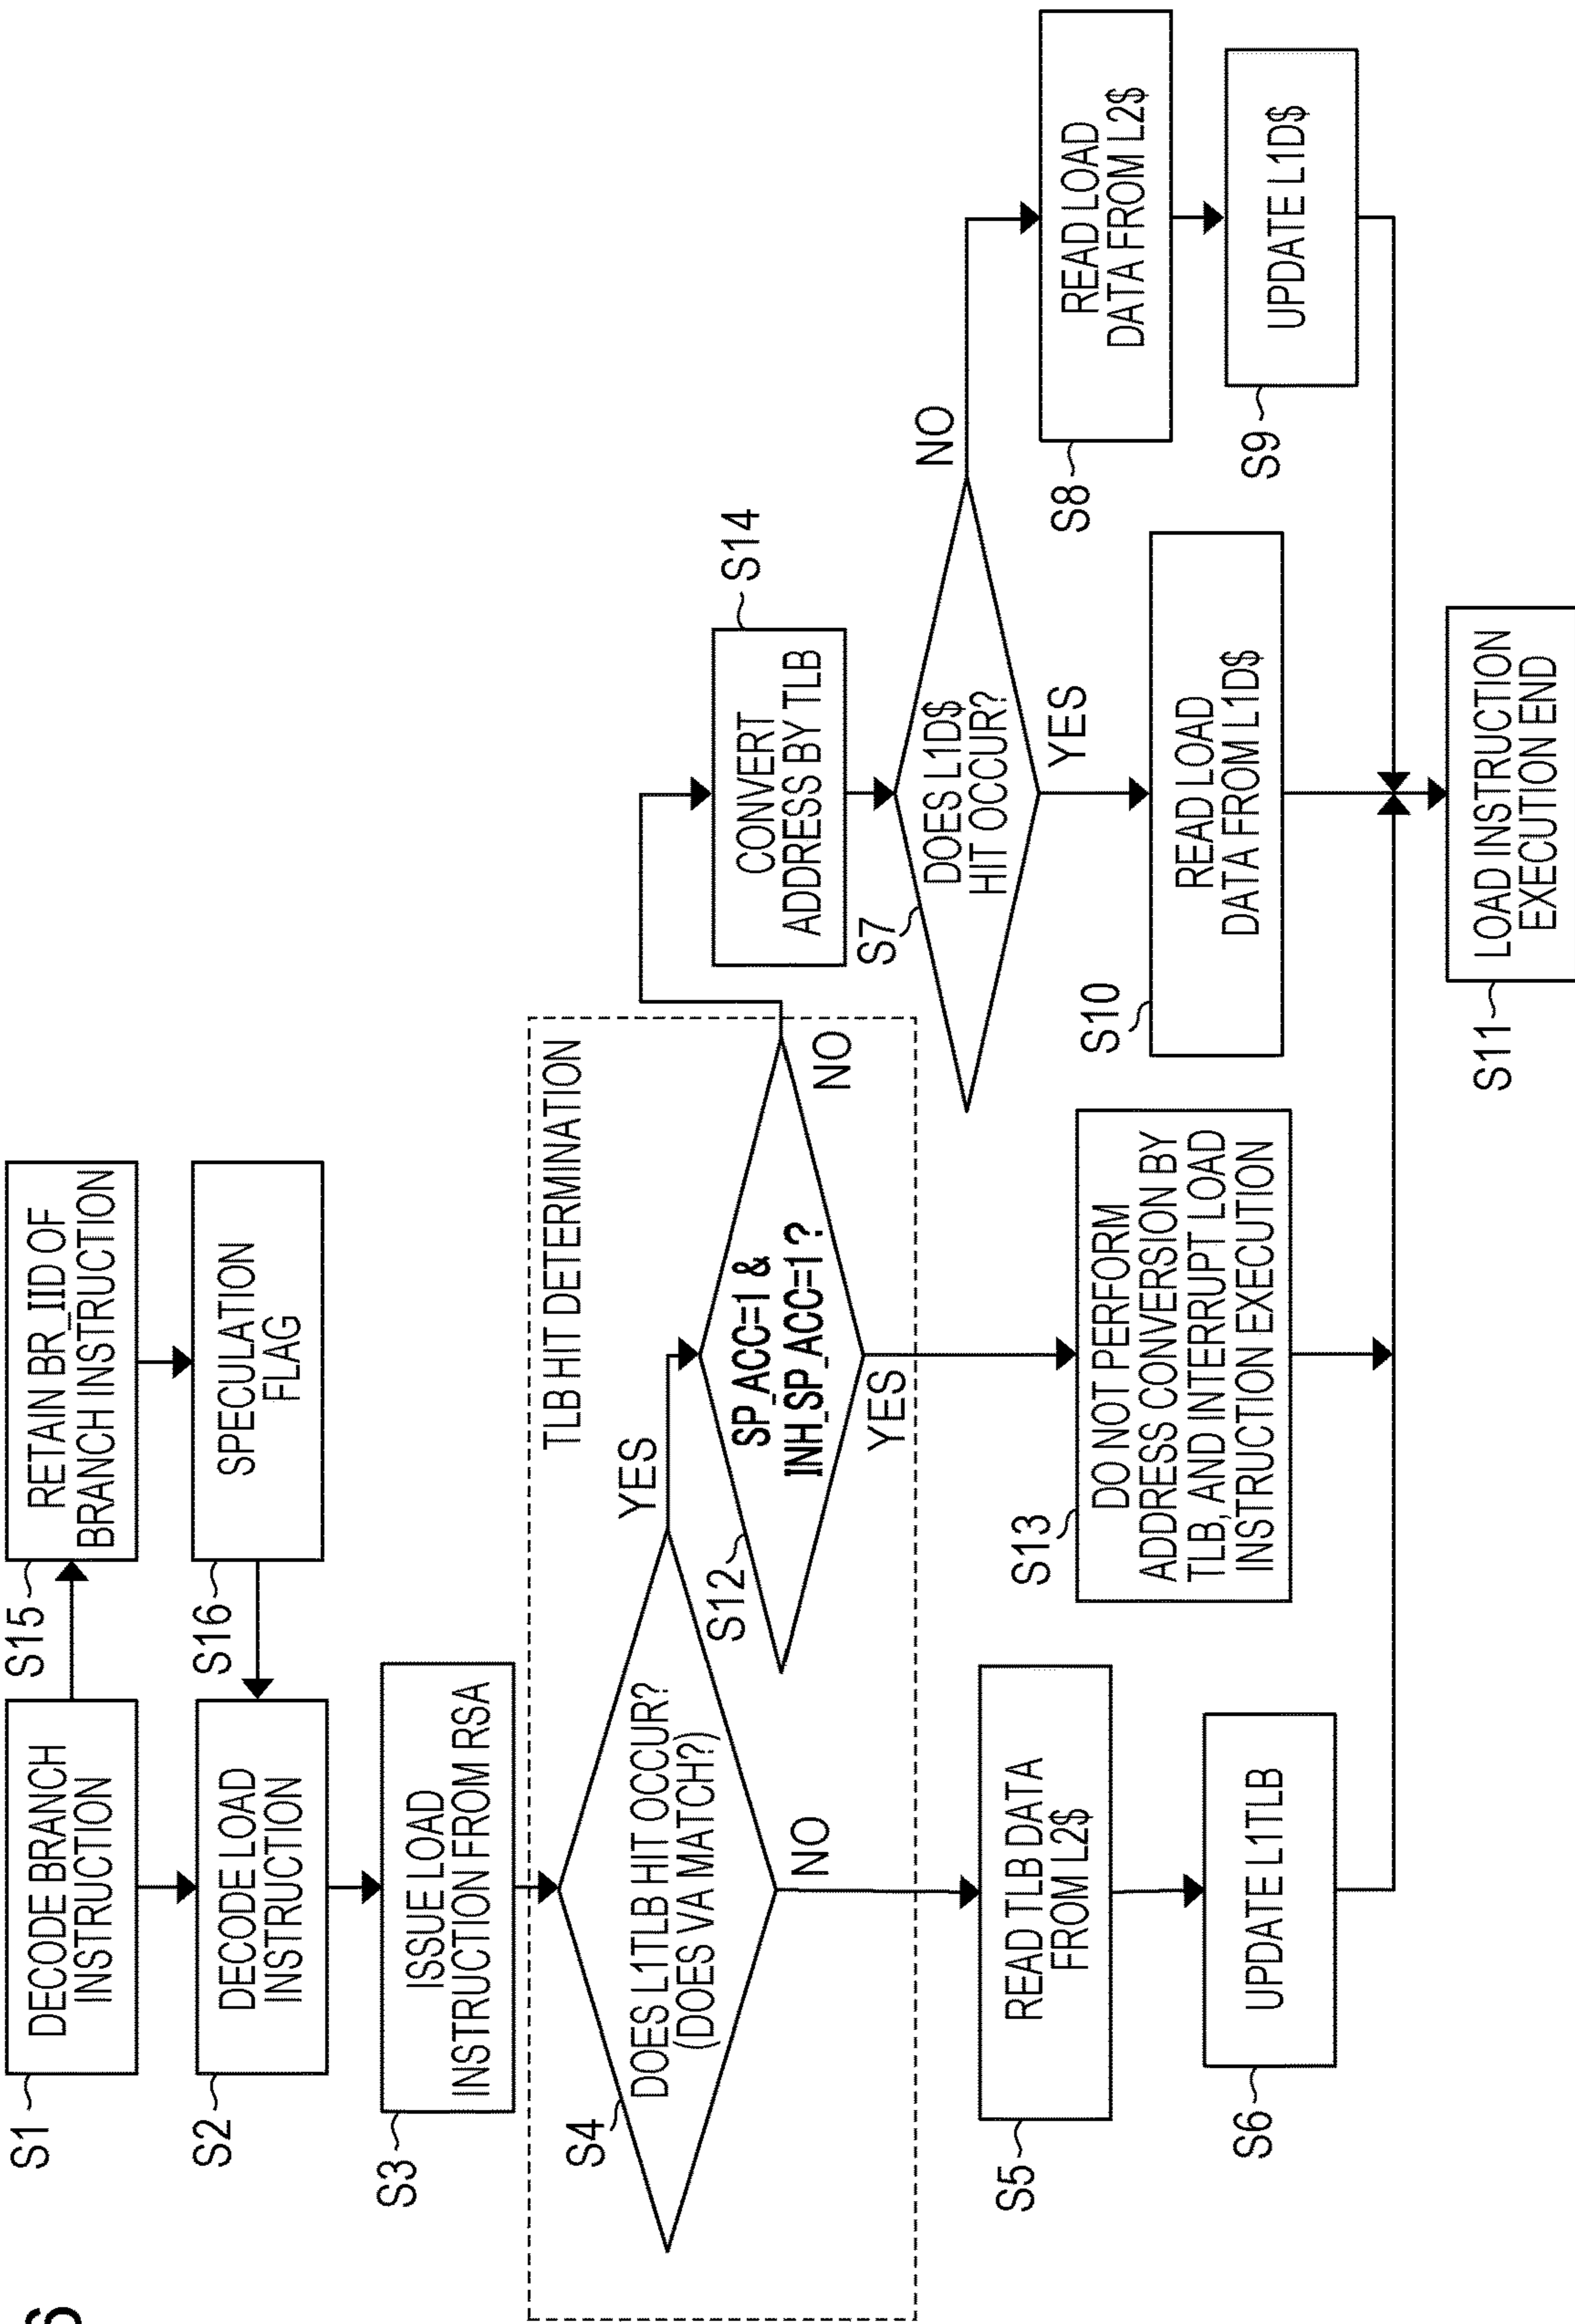 6
S1
DECODE BRANCH
INSTRUCTION
S15
RETAIN BR_IID OF
BRANCH INSTRUCTION
S2
DECODE LOAD
INSTRUCTION
S16
SPECULATION
FLAG
S3
ISSUE LOAD
INSTRUCTION FROM RSA
TLB HIT DETERMINATION
S4
DOES L1TLB HIT OCCUR?
(DOES VA MATCH?)
YES
NO
S12
SP_ACC=1 &
INH_SP_ACC=1 ?
NO
YES
S14
CONVERT
ADDRESS BY TLB
S7
DOES L1D$
HIT OCCUR?
NO
YES
S5
READ TLB DATA
FROM L2$
S13
DO NOT PERFORM
ADDRESS CONVERSION BY
TLB, AND INTERRUPT LOAD
INSTRUCTION EXECUTION
S10
READ LOAD
DATA FROM L1D$
S8
READ LOAD
DATA FROM L2$
S6
UPDATE L1TLB
S9
UPDATE L1D$
S11
LOAD INSTRUCTION
EXECUTION END